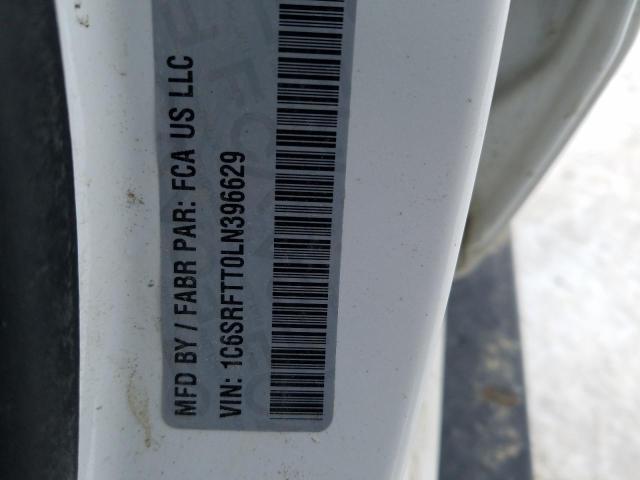 MFD BY / FABR PAR: FCA US LLC
VIN: 1C6SRFTT0LN396629